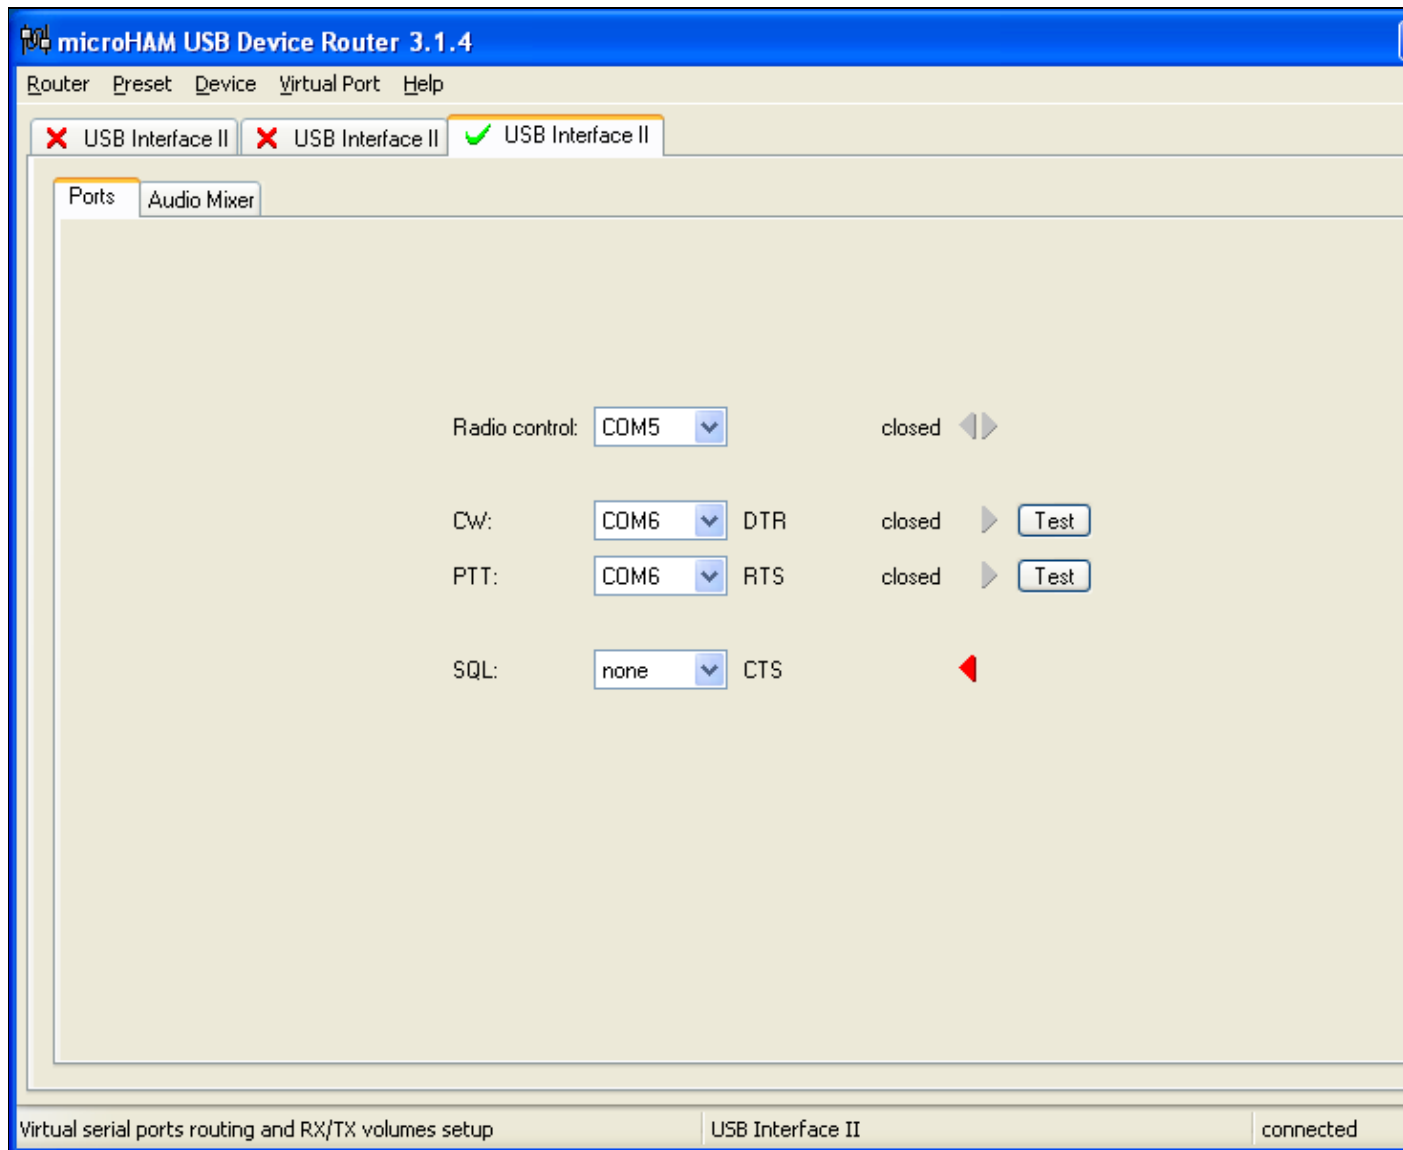 microHAM USB Device Router 3.1.4
Router Preset Device Virtual Port Help
USB Interface II USB Interface II USB Interface II
Ports Audio Mixer
Radio control: COM5 closed
CW: COM6 DTR closed Test
PTT: COM6 RTS closed Test
SQL: none CTS
Virtual serial ports routing and RX/TX volumes setup USB Interface II connected